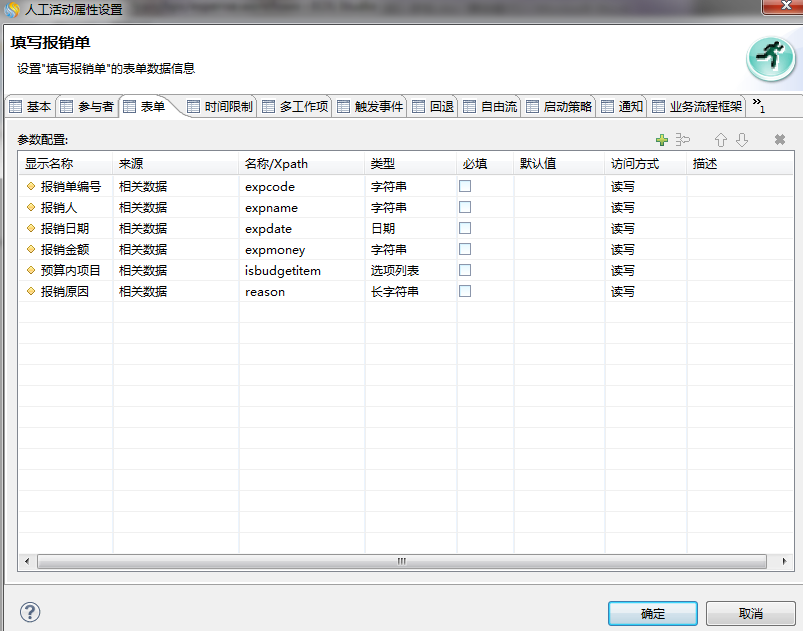 人工活动属性设置
填写报销单
设置"填写报销单"的表单数据信息
基本 参与者 表单 时间限制 多工作项 触发事件 回退 自由流 启动策略 通知 业务流程框架 »1
参数配置:
显示名称 来源 名称/Xpath 类型 必填 默认值 访问方式 描述
报销单编号 相关数据 expcode 字符串 读写
报销人 相关数据 expname 字符串 读写
报销日期 相关数据 expdate 日期 读写
报销金额 相关数据 expmoney 字符串 读写
预算内项目 相关数据 isbudgetitem 选项列表 读写
报销原因 相关数据 reason 长字符串 读写
确定 取消